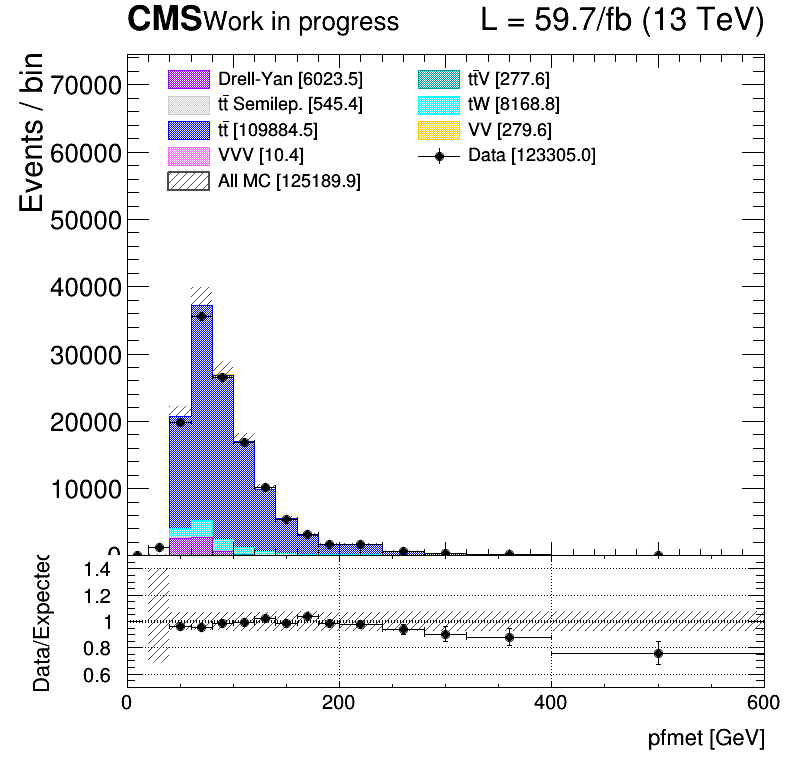 CMS Work in progress L = 59.7/fb (13 TeV)
Events / bin
70000
60000
50000
40000
30000
20000
10000
0
Drell-Yan [6023.5]
tt̄ Semilep. [545.4]
tt̄ [109884.5]
VVV [10.4]
All MC [125189.9]
tt̄V [277.6]
tW [8168.8]
VV [279.6]
Data [123305.0]
Data/Expected
1.4
1.2
1
0.8
0.6
0 200 400 600
pfmet [GeV]